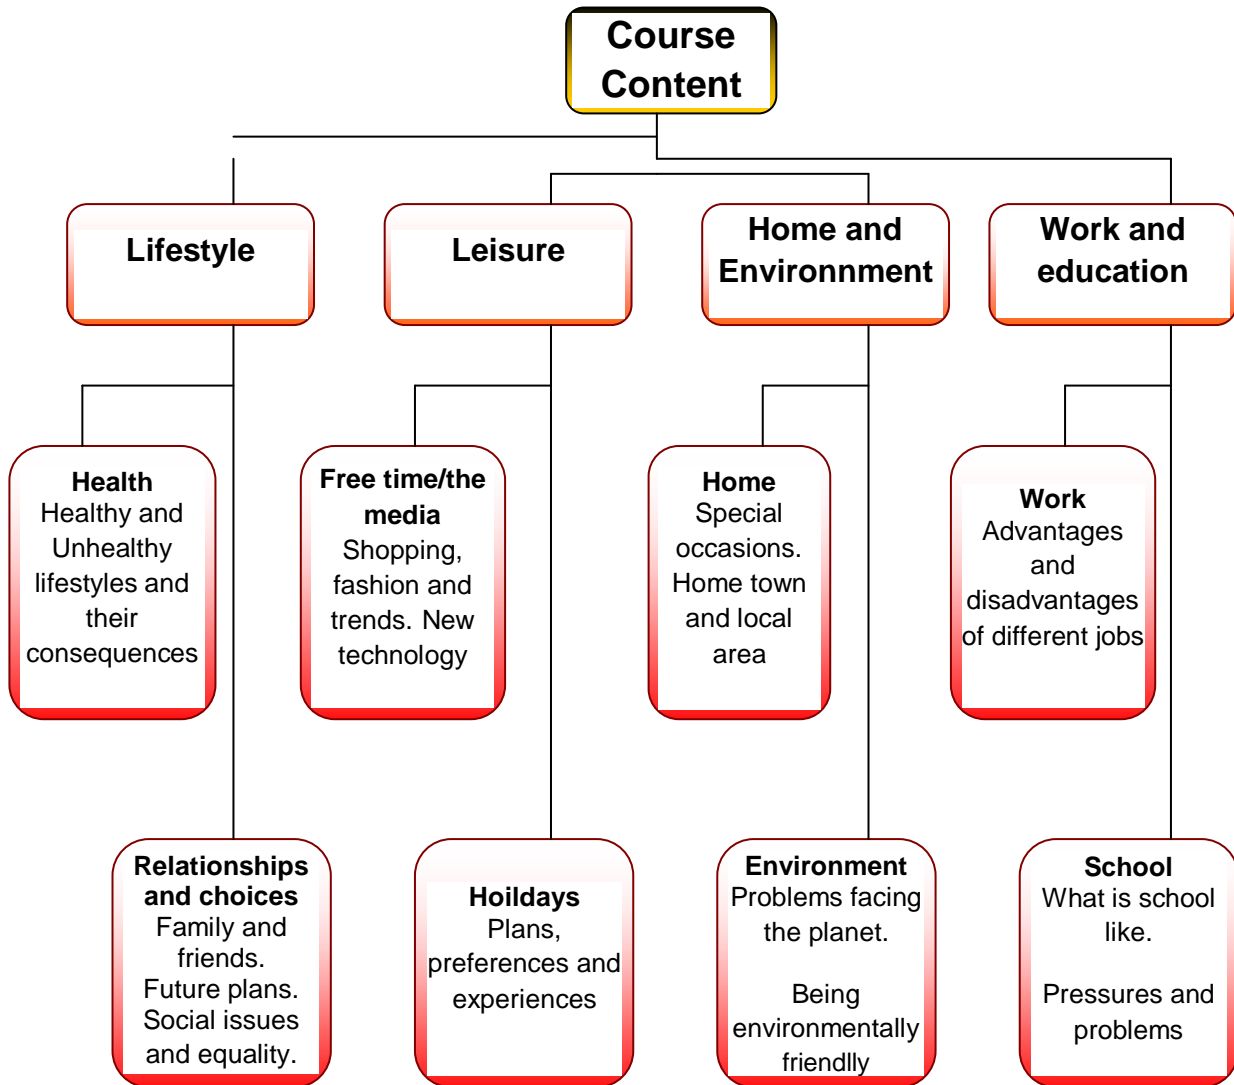 Course
Content
Lifestyle
Leisure
Home and
Environnment
Work and
education
Health
Healthy and
Unhealthy
lifestyles and
their
consequences
Free time/the
media
Shopping,
fashion and
trends. New
technology
Home
Special
occasions.
Home town
and local
area
Work
Advantages
and
disadvantages
of different jobs
Relationships
and choices
Family and
friends.
Future plans.
Social issues
and equality.
Hoildays
Plans,
preferences and
experiences
Environment
Problems facing
the planet.
Being
environmentally
friendlly
School
What is school
like.
Pressures and
problems